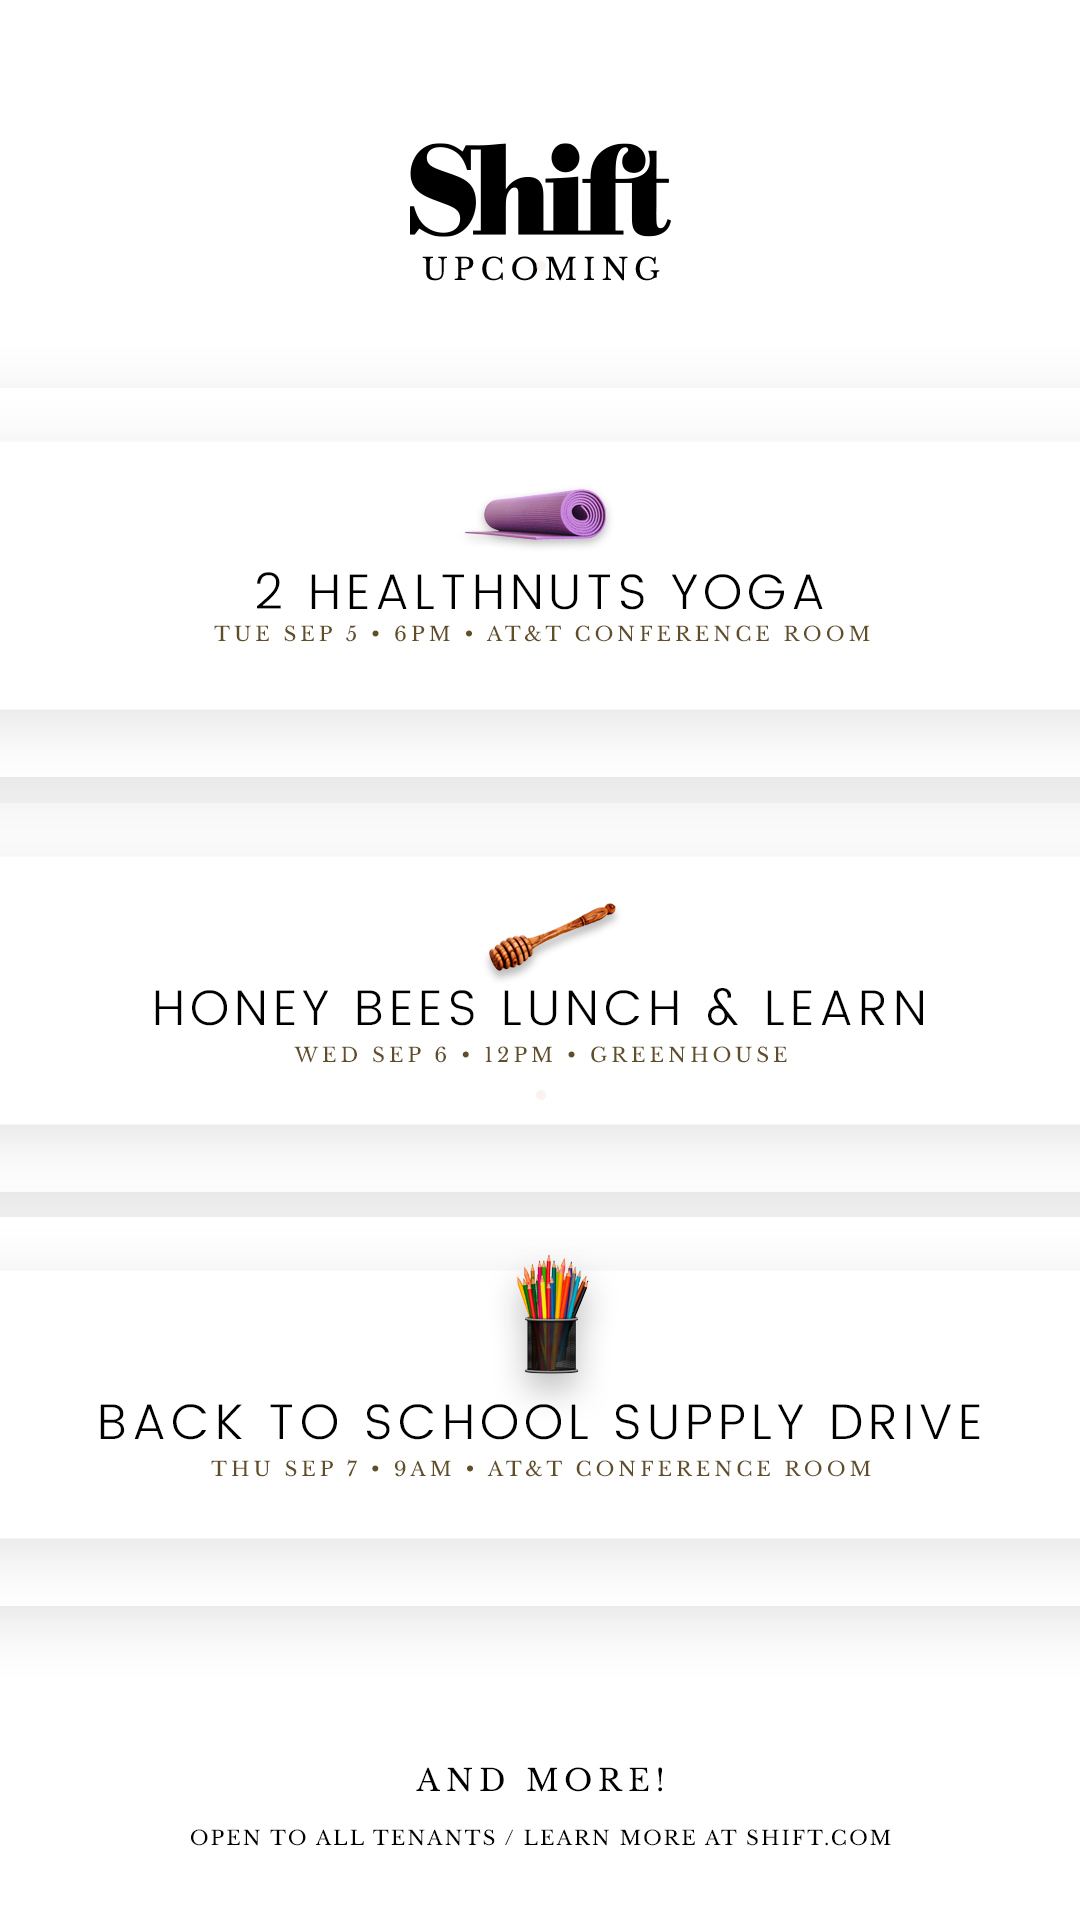 Shift
UPCOMING
2 HEALTHNUTS YOGA
TUE SEP 5 • 6PM • AT&T CONFERENCE ROOM
HONEY BEES LUNCH & LEARN
WED SEP 6 • 12PM • GREENHOUSE
BACK TO SCHOOL SUPPLY DRIVE
THU SEP 7 • 9AM • AT&T CONFERENCE ROOM
AND MORE!
OPEN TO ALL TENANTS / LEARN MORE AT SHIFT.COM